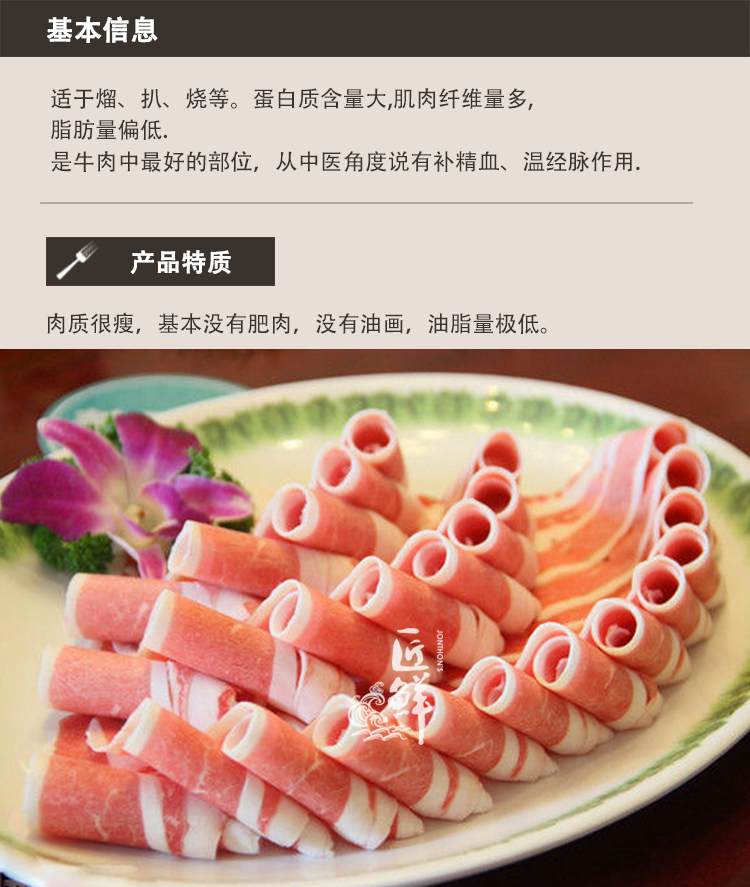 基本信息
适于熘、扒、烧等。蛋白质含量大,肌肉纤维量多,
脂肪量偏低.
是牛肉中最好的部位，从中医角度说有补精血、温经脉作用.
产品特质
肉质很瘦，基本没有肥肉，没有油画，油脂量极低。
匠鲜
JONTHON'S